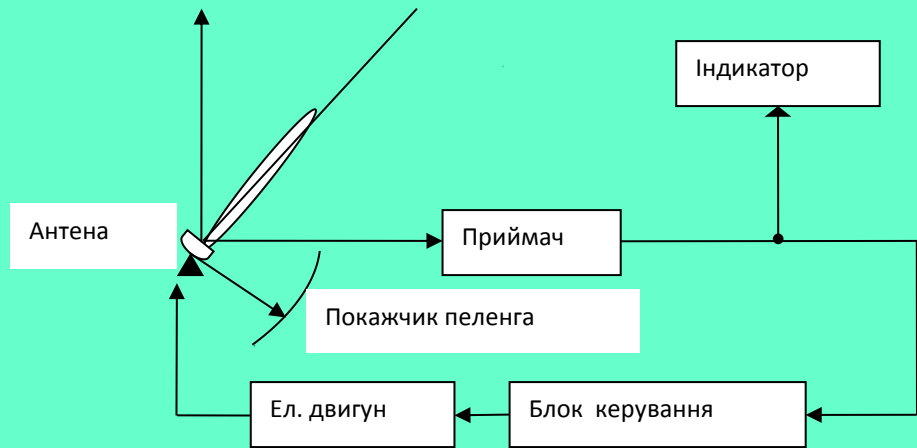 Індикатор
Антена
Приймач
Покажчик пеленга
Ел. двигун
Блок керування